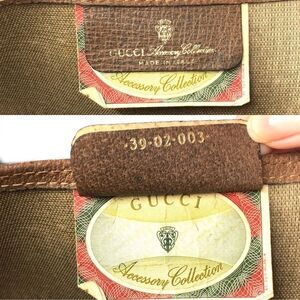 GUCCI Accessory Collection
MADE IN ITALY
Accessory Collection
·39·02·003·
GUCCI
Accessory Collection